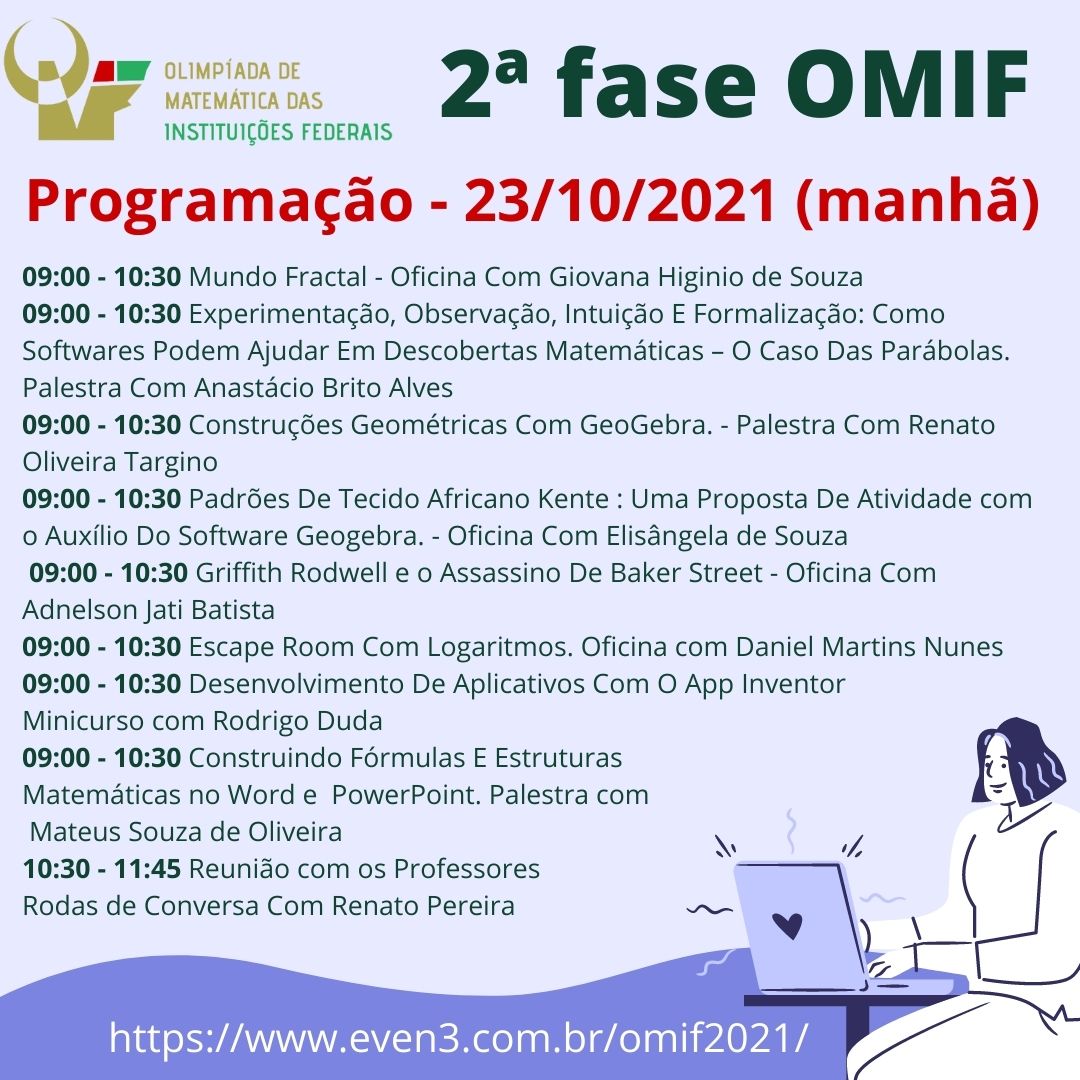 OLIMPÍADA DE
MATEMÁTICA DAS
INSTITUIÇÕES FEDERAIS
2ª fase OMIF
Programação - 23/10/2021 (manhã)
09:00 - 10:30 Mundo Fractal - Oficina Com Giovana Higinio de Souza
09:00 - 10:30 Experimentação, Observação, Intuição E Formalização: Como
Softwares Podem Ajudar Em Descobertas Matemáticas – O Caso Das Parábolas.
Palestra Com Anastácio Brito Alves
09:00 - 10:30 Construções Geométricas Com GeoGebra. - Palestra Com Renato
Oliveira Targino
09:00 - 10:30 Padrões De Tecido Africano Kente : Uma Proposta De Atividade com
o Auxílio Do Software Geogebra. - Oficina Com Elisângela de Souza
09:00 - 10:30 Griffith Rodwell e o Assassino De Baker Street - Oficina Com
Adnelson Jati Batista
09:00 - 10:30 Escape Room Com Logaritmos. Oficina com Daniel Martins Nunes
09:00 - 10:30 Desenvolvimento De Aplicativos Com O App Inventor
Minicurso com Rodrigo Duda
09:00 - 10:30 Construindo Fórmulas E Estruturas
Matemáticas no Word e PowerPoint. Palestra com
Mateus Souza de Oliveira
10:30 - 11:45 Reunião com os Professores
Rodas de Conversa Com Renato Pereira
https://www.even3.com.br/omif2021/